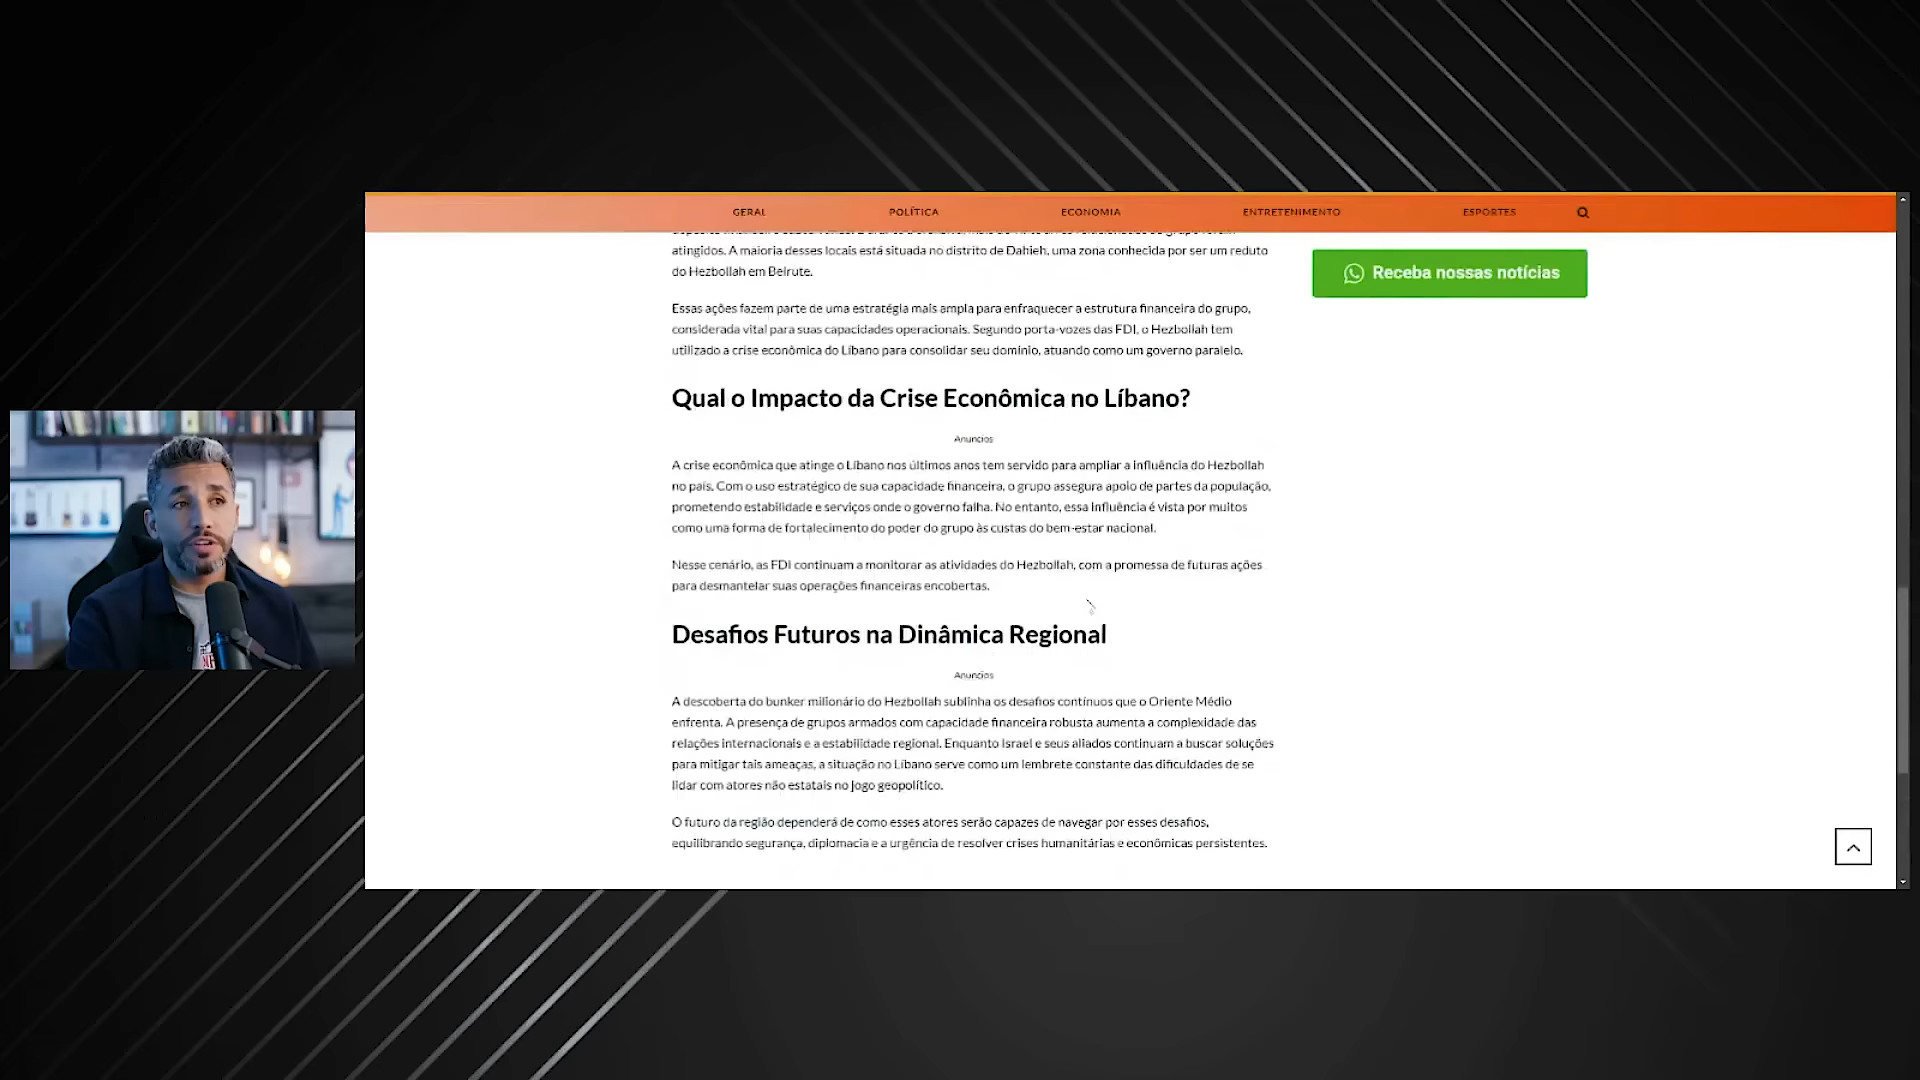 GERAL POLÍTICA ECONOMIA ENTRETENIMENTO ESPORTES
atingidos. A maioria desses locais está situada no distrito de Dahieh, uma zona conhecida por ser um reduto
do Hezbollah em Beirute.
Receba nossas notícias
Essas ações fazem parte de uma estratégia mais ampla para enfraquecer a estrutura financeira do grupo,
considerada vital para suas capacidades operacionais. Segundo porta-vozes das FDI, o Hezbollah tem
utilizado a crise econômica do Líbano para consolidar seu domínio, atuando como um governo paralelo.
Qual o Impacto da Crise Econômica no Líbano?
Anuncios
A crise econômica que atinge o Líbano nos últimos anos tem servido para ampliar a influência do Hezbollah
no país. Com o uso estratégico de sua capacidade financeira, o grupo assegura apoio de partes da população,
prometendo estabilidade e serviços onde o governo falha. No entanto, essa influência é vista por muitos
como uma forma de fortalecimento do poder do grupo às custas do bem-estar nacional.
Nesse cenário, as FDI continuam a monitorar as atividades do Hezbollah, com a promessa de futuras ações
para desmantelar suas operações financeiras encobertas.
Desafios Futuros na Dinâmica Regional
Anuncios
A descoberta do bunker milionário do Hezbollah sublinha os desafios contínuos que o Oriente Médio
enfrenta. A presença de grupos armados com capacidade financeira robusta aumenta a complexidade das
relações internacionais e a estabilidade regional. Enquanto Israel e seus aliados continuam a buscar soluções
para mitigar tais ameaças, a situação no Líbano serve como um lembrete constante das dificuldades de se
lidar com atores não estatais no jogo geopolítico.
O futuro da região dependerá de como esses atores serão capazes de navegar por esses desafios,
equilibrando segurança, diplomacia e a urgência de resolver crises humanitárias e econômicas persistentes.